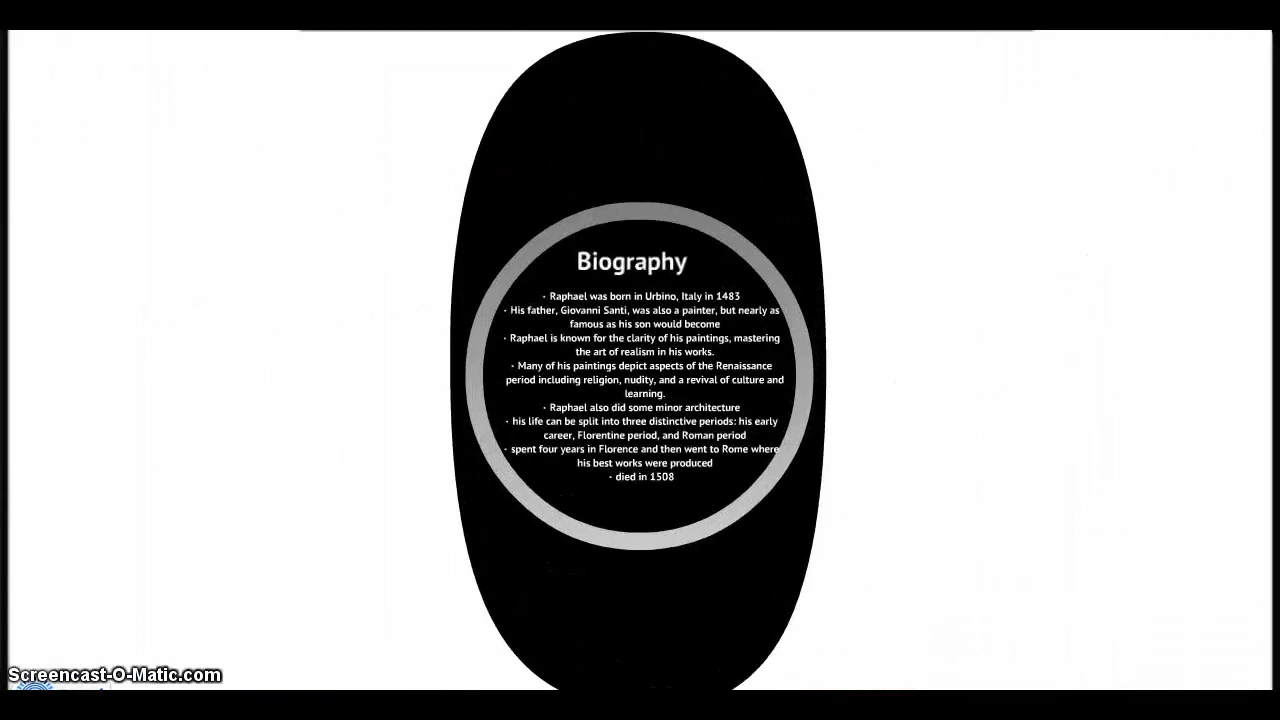 Biography
- Raphael was born in Urbino, Italy in 1483
- His father, Giovanni Santi, was also a painter, but nearly as
famous as his son would become
- Raphael is known for the clarity of his paintings, mastering
the art of realism in his works.
- Many of his paintings depict aspects of the Renaissance
period including religion, nudity, and a revival of culture and
learning.
- Raphael also did some minor architecture
- his life can be split into three distinctive periods: his early
career, Florentine period, and Roman period
- spent four years in Florence and then went to Rome where
his best works were produced
- died in 1508
Screencast-O-Matic.com